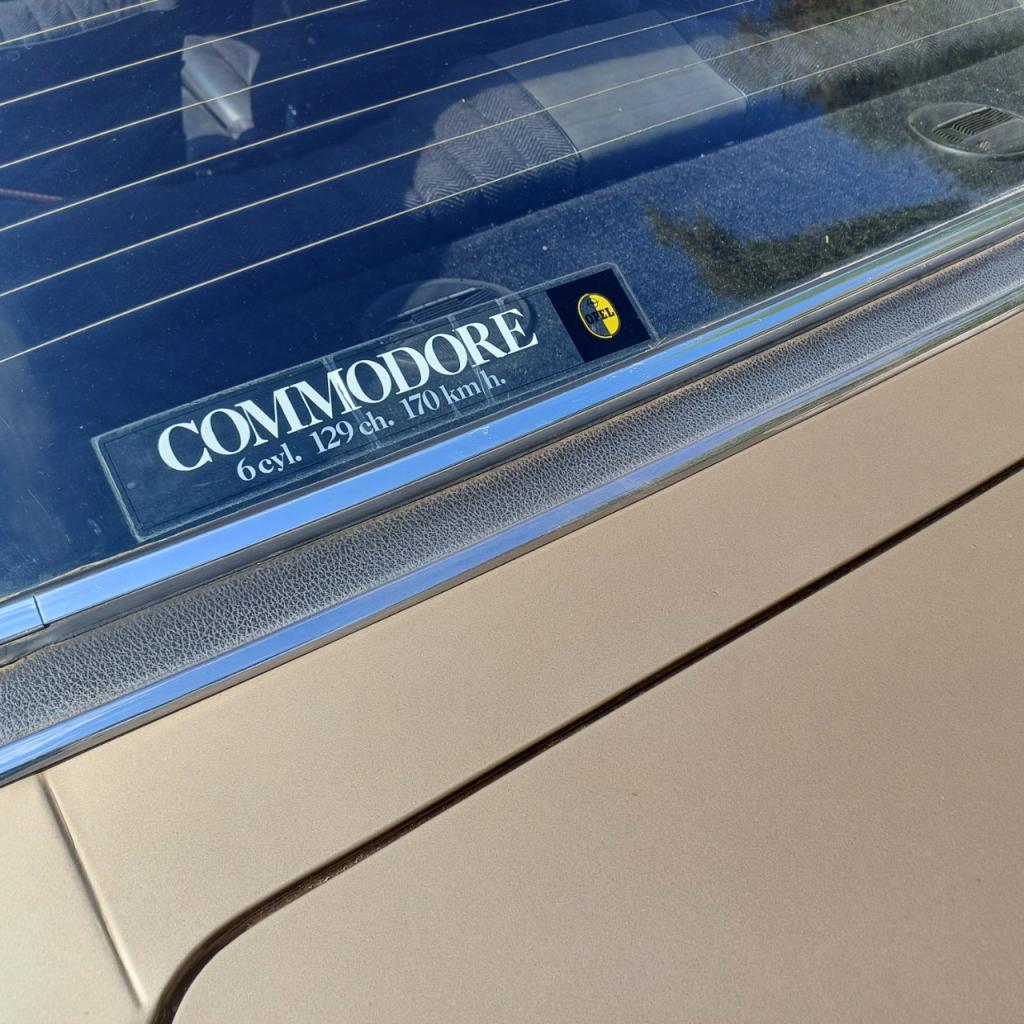 COMMODORE
6 cyl. 129 ch. 170 km/h.
OPEL